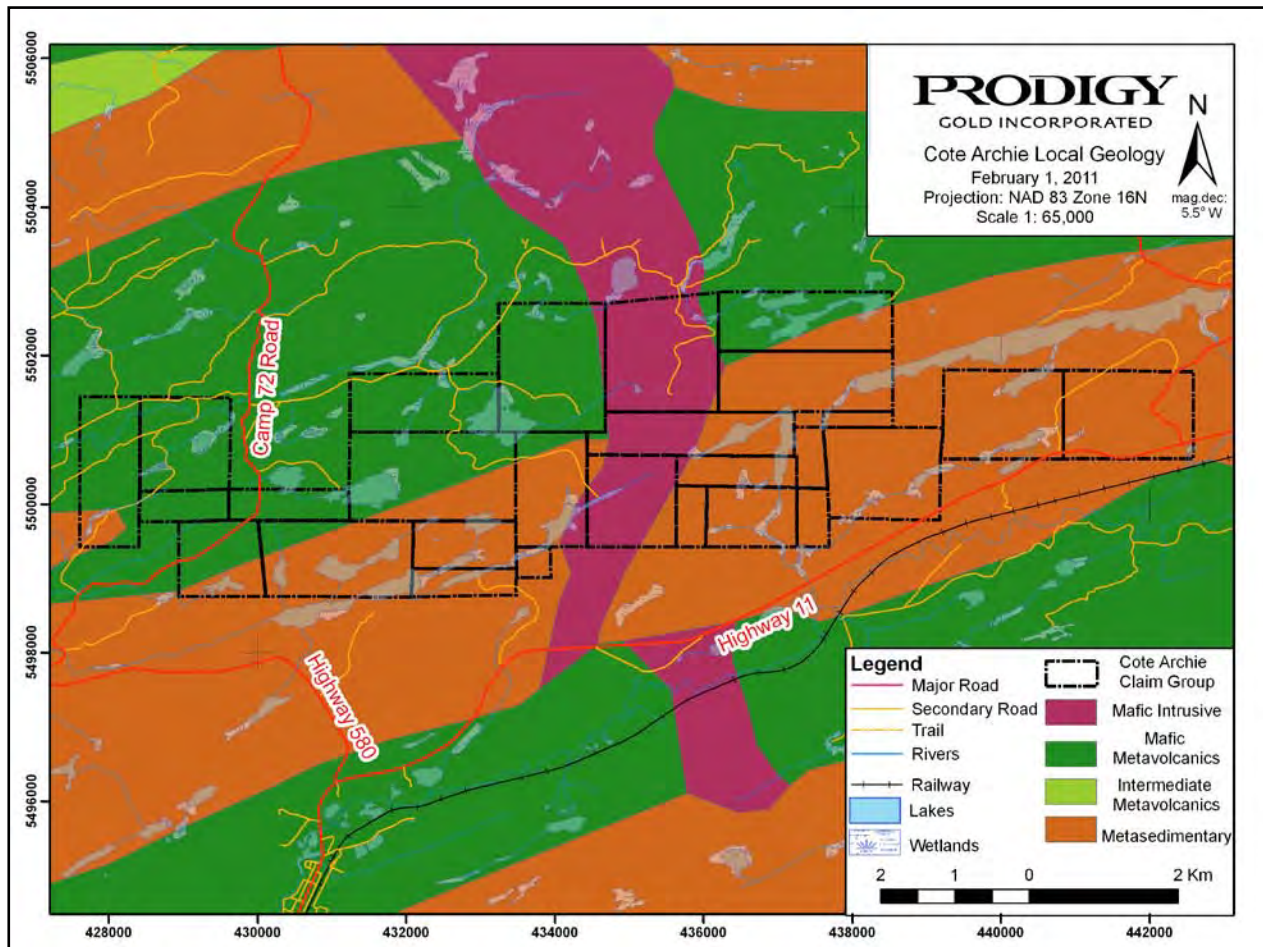 PRODIGY
GOLD INCORPORATED
Cote Archie Local Geology
February 1, 2011
Projection: NAD 83 Zone 16N
Scale 1: 65,000
N
mag.dec:
5.5° W
5506000
5504000
5502000
5500000
5498000
5496000
Camp 72 Road
Highway 11
Highway 580
Legend
Major Road
Secondary Road
Trail
Rivers
Railway
Lakes
Wetlands
Cote Archie
Claim Group
Mafic Intrusive
Mafic
Metavolcanics
Intermediate
Metavolcanics
Metasedimentary
2 1 0 2 Km
428000 430000 432000 434000 436000 438000 440000 442000